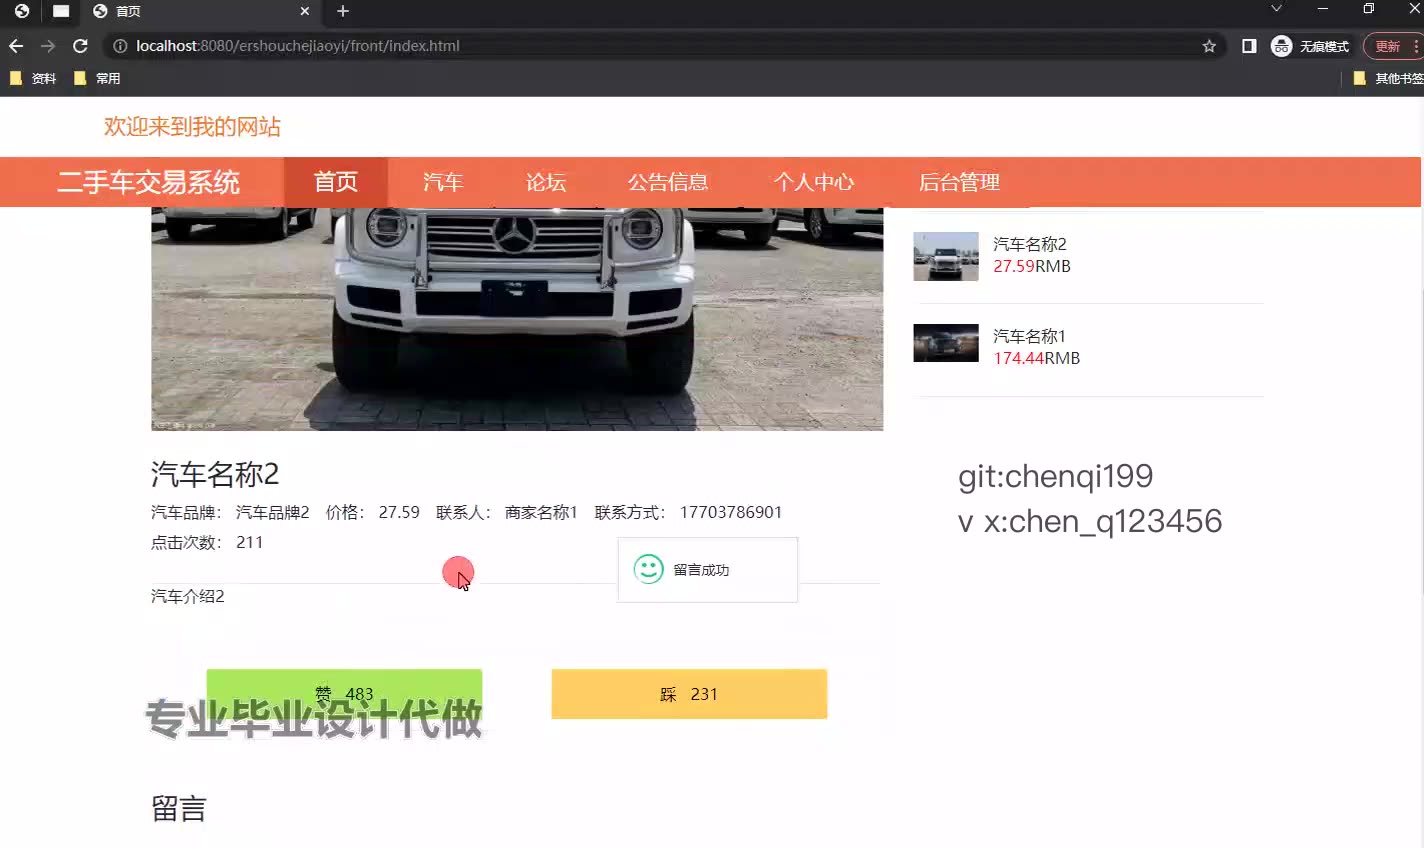 首页
localhost:8080/ershouchejiaoyi/front/index.html
无痕模式
更新
资料
常用
其他书签
欢迎来到我的网站
二手车交易系统
首页
汽车
论坛
公告信息
个人中心
后台管理
汽车名称2
27.59RMB
汽车名称1
174.44RMB
汽车名称2
汽车品牌： 汽车品牌2 价格： 27.59 联系人： 商家名称1 联系方式： 17703786901
点击次数： 211
留言成功
汽车介绍2
赞 483
踩 231
留言
git:chenqi199
v x:chen_q123456
专业毕业设计代做